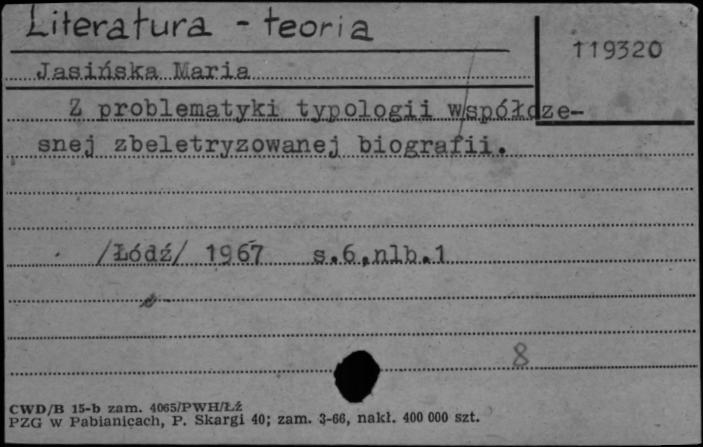 Literatura - teoria
119320
Jasińska Maria
Z problematyki typologii współcze-
snej zbeletryzowanej biografii.
/Łódź/ 1967 s.6,nlb.1
8
CWD/B 15-b zam. 4065/PWH/Łź
PZG w Pabianicach, P. Skargi 40; zam. 3-66, nakł. 400 000 szt.